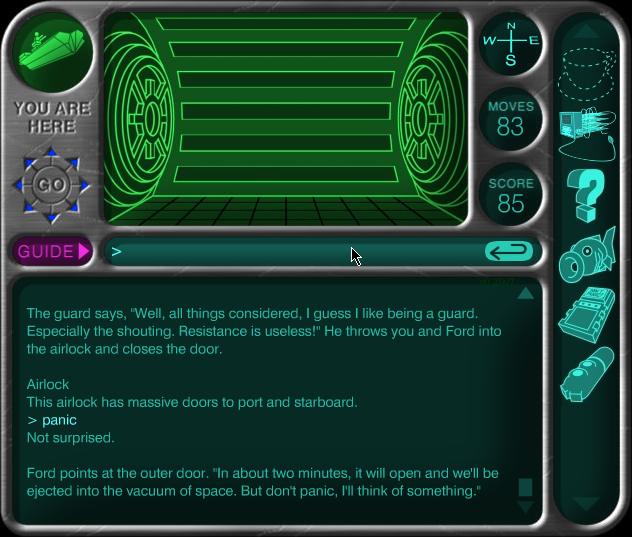 YOU ARE
HERE
GO
N
W E
S
MOVES
83
SCORE
85
GUIDE
>
The guard says, "Well, all things considered, I guess I like being a guard.
Especially the shouting. Resistance is useless!" He throws you and Ford into
the airlock and closes the door.
Airlock
This airlock has massive doors to port and starboard.
> panic
Not surprised.
Ford points at the outer door. "In about two minutes, it will open and we'll be
ejected into the vacuum of space. But don't panic, I'll think of something."
?